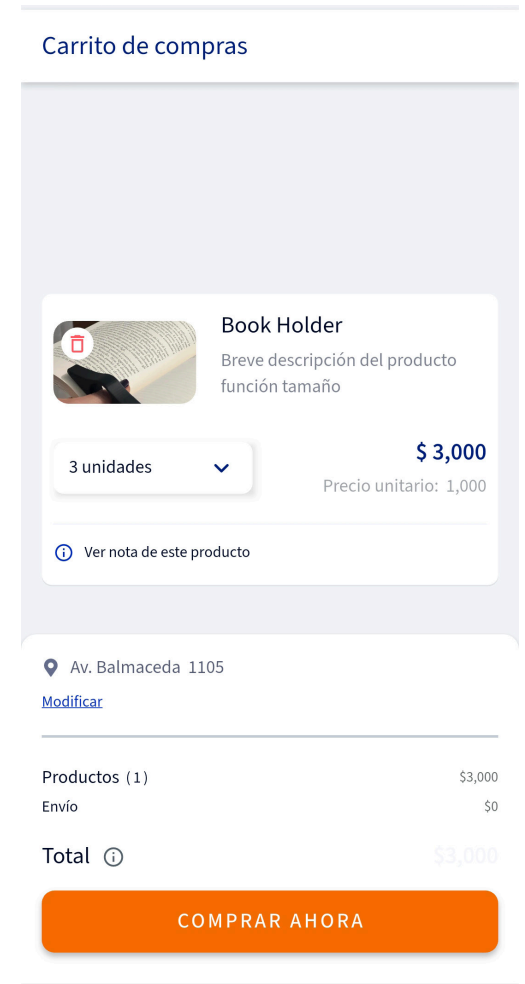 Carrito de compras
Book Holder
Breve descripción del producto
función tamaño
3 unidades
$ 3,000
Precio unitario: 1,000
Ver nota de este producto
Av. Balmaceda 1105
Modificar
Productos (1)
$3,000
Envío
$0
Total
$3,000
COMPRAR AHORA